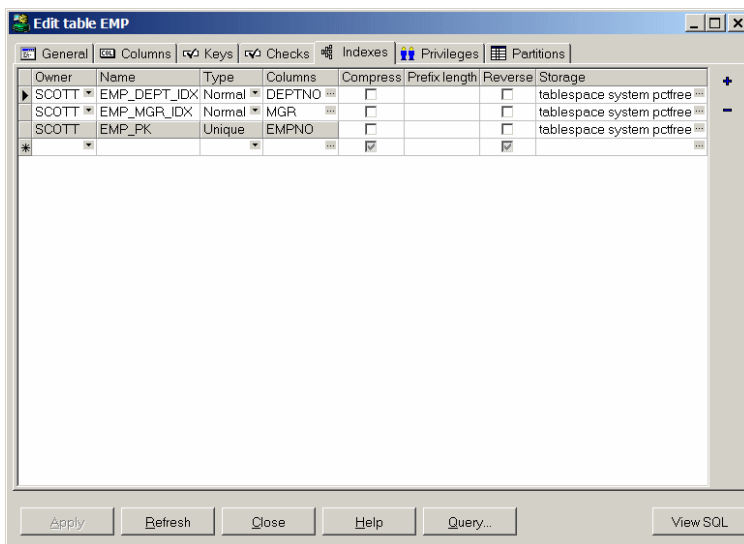 Edit table EMP
General Columns Keys Checks Indexes Privileges Partitions
Owner Name Type Columns Compress Prefix length Reverse Storage
SCOTT EMP_DEPT_IDX Normal DEPTNO ... tablespace system pctfree ...
SCOTT EMP_MGR_IDX Normal MGR ... tablespace system pctfree ...
SCOTT EMP_PK Unique EMPNO tablespace system pctfree ...
... ...
Apply Refresh Close Help Query... View SQL